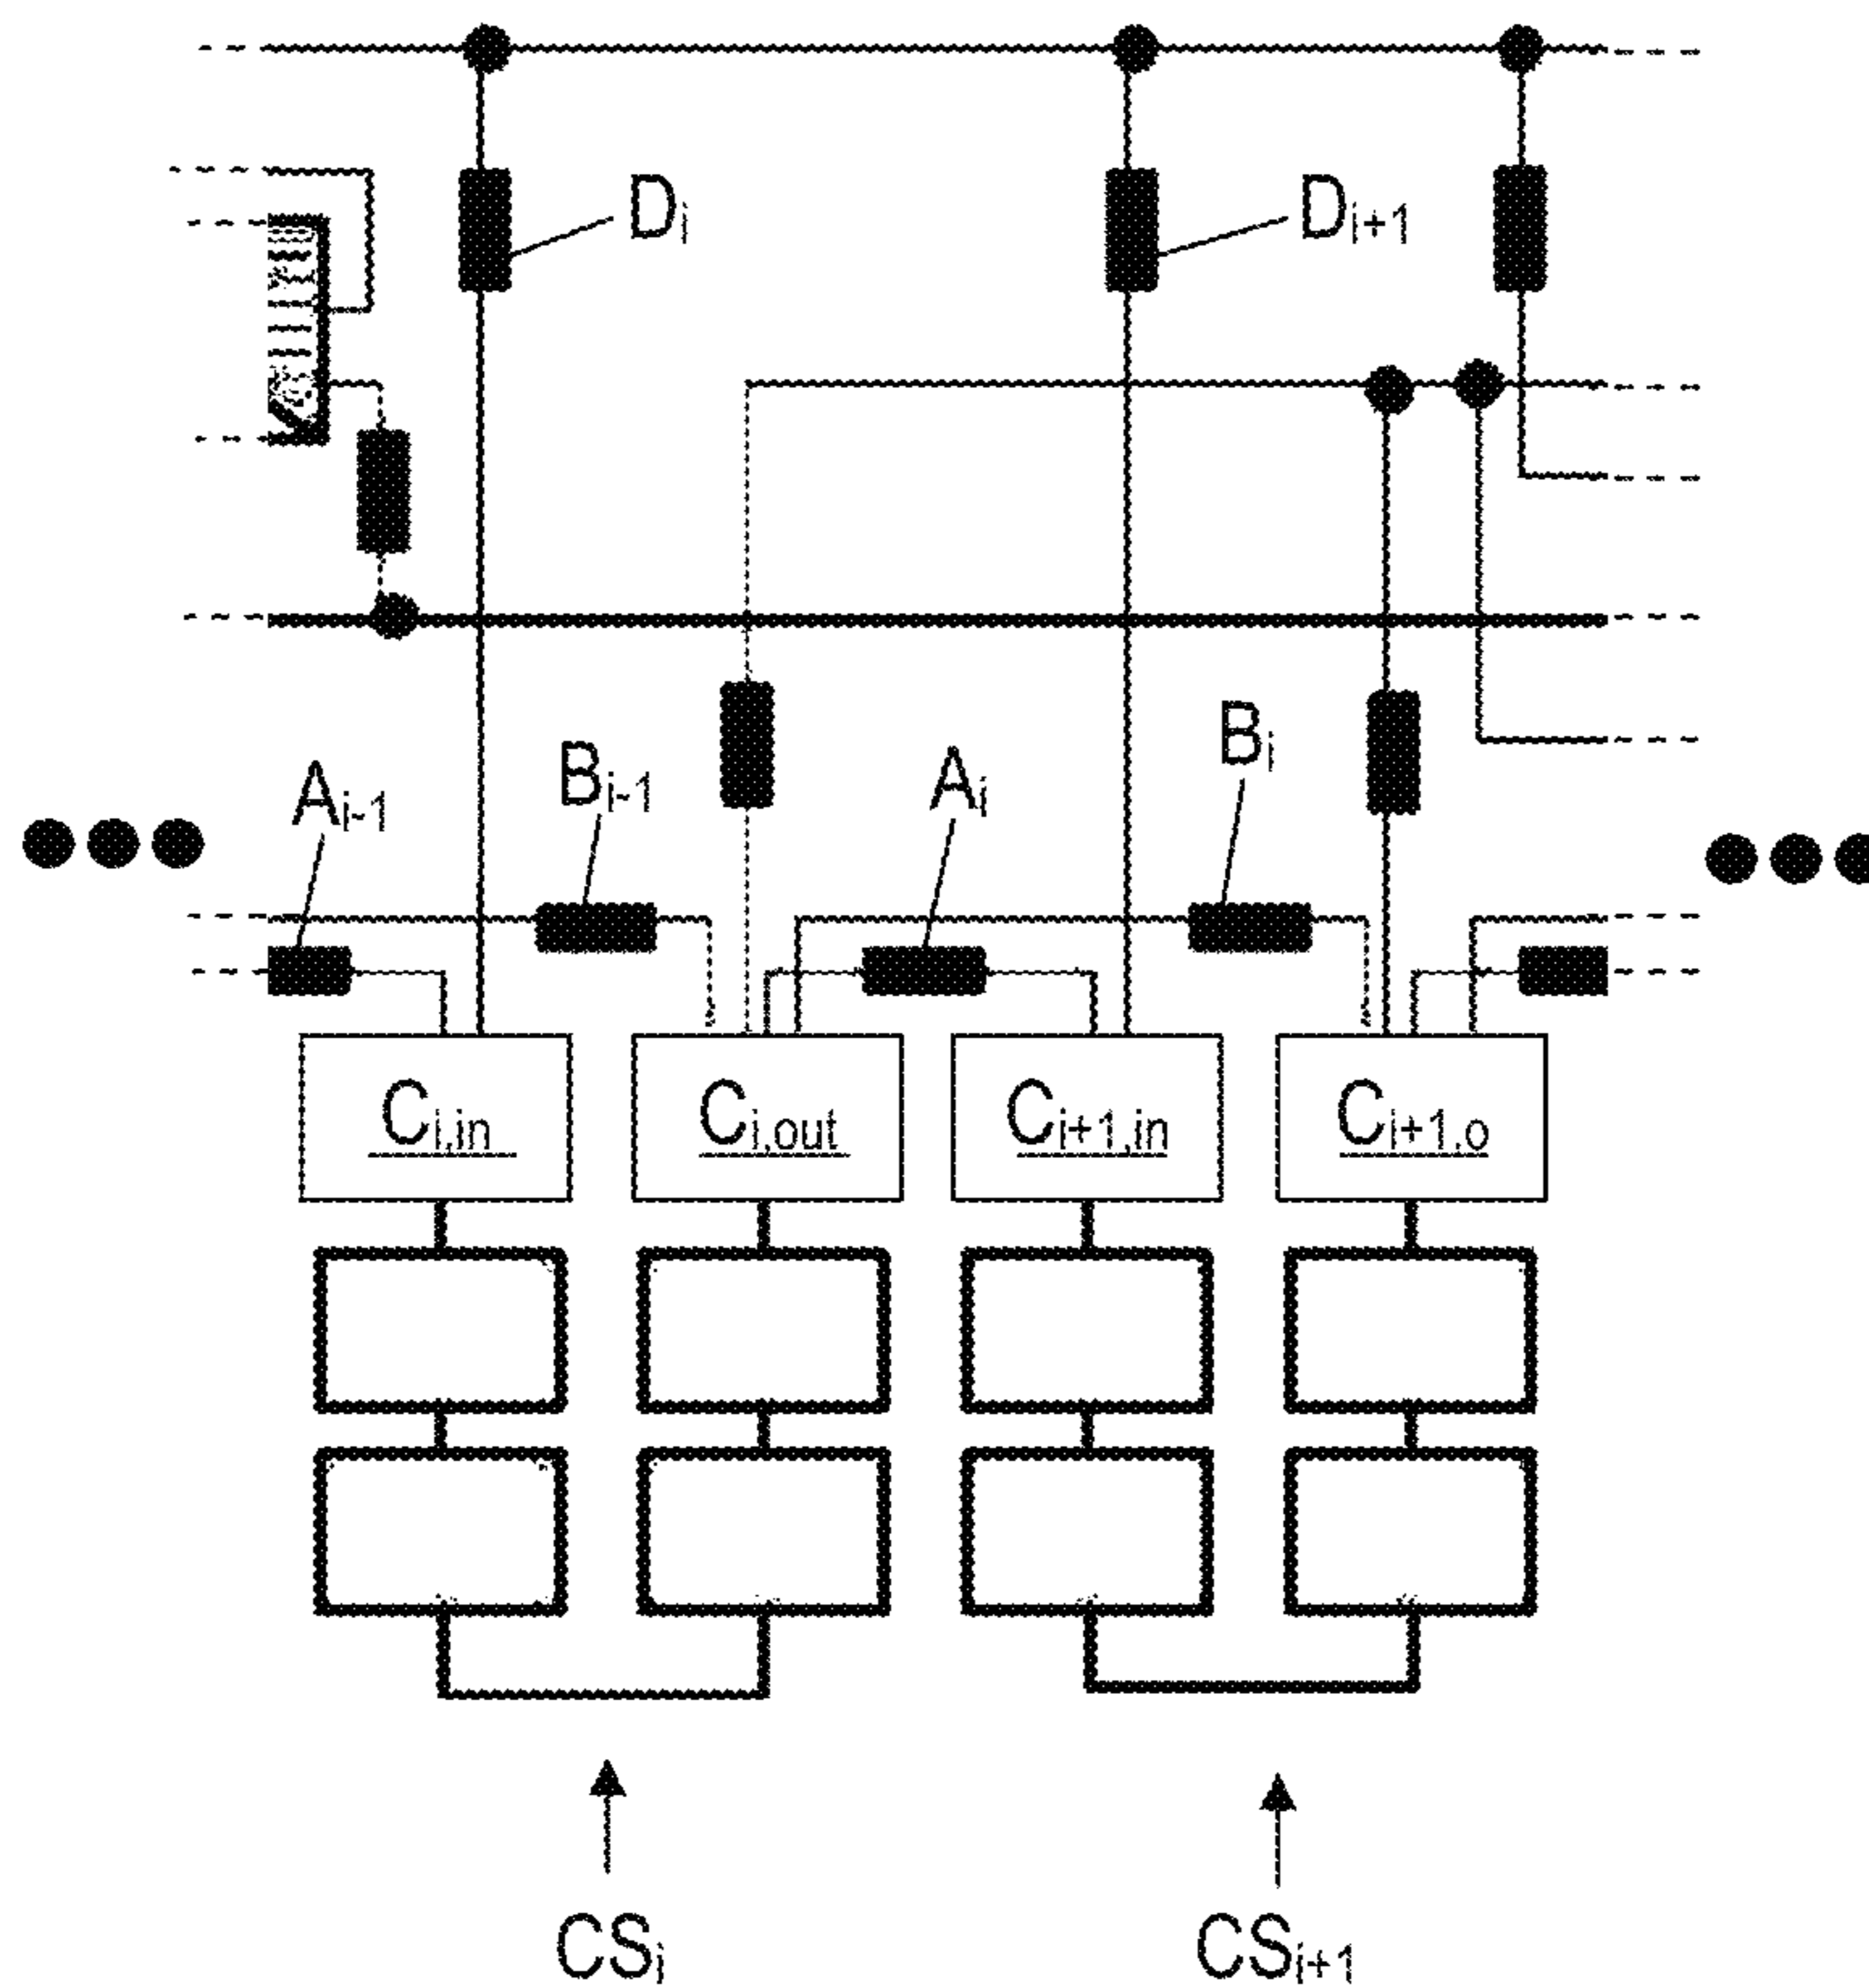 Di Di+1
Ai-1 Bi-1 Ai Bi
Ci,in Ci,out Ci+1,in Ci+1,o
CSi CSi+1